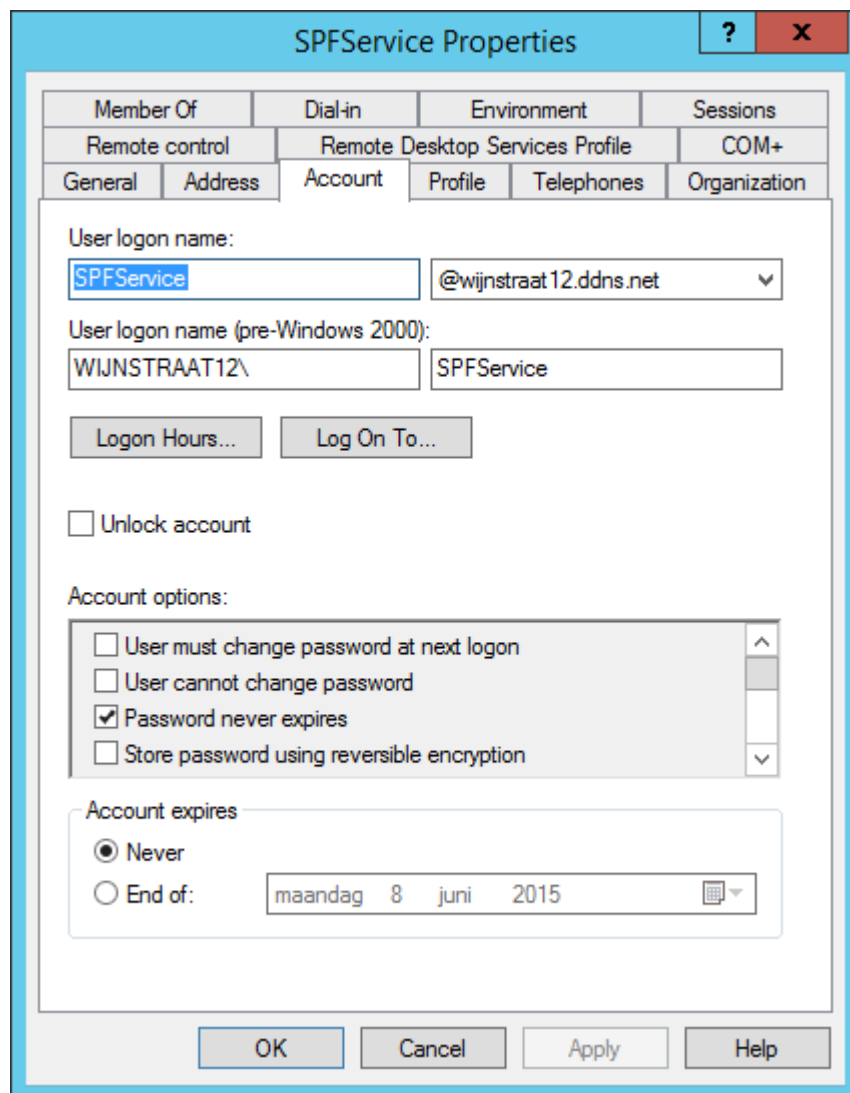 SPFService Properties
? x
Member Of Dial-in Environment Sessions
Remote control Remote Desktop Services Profile COM+
General Address Account Profile Telephones Organization
User logon name:
SPFService @wijnstraat12.ddns.net
User logon name (pre-Windows 2000):
WIJNSTRAAT12\ SPFService
Logon Hours... Log On To...
Unlock account
Account options:
User must change password at next logon
User cannot change password
Password never expires
Store password using reversible encryption
Account expires
Never
End of: maandag 8 juni 2015
OK Cancel Apply Help